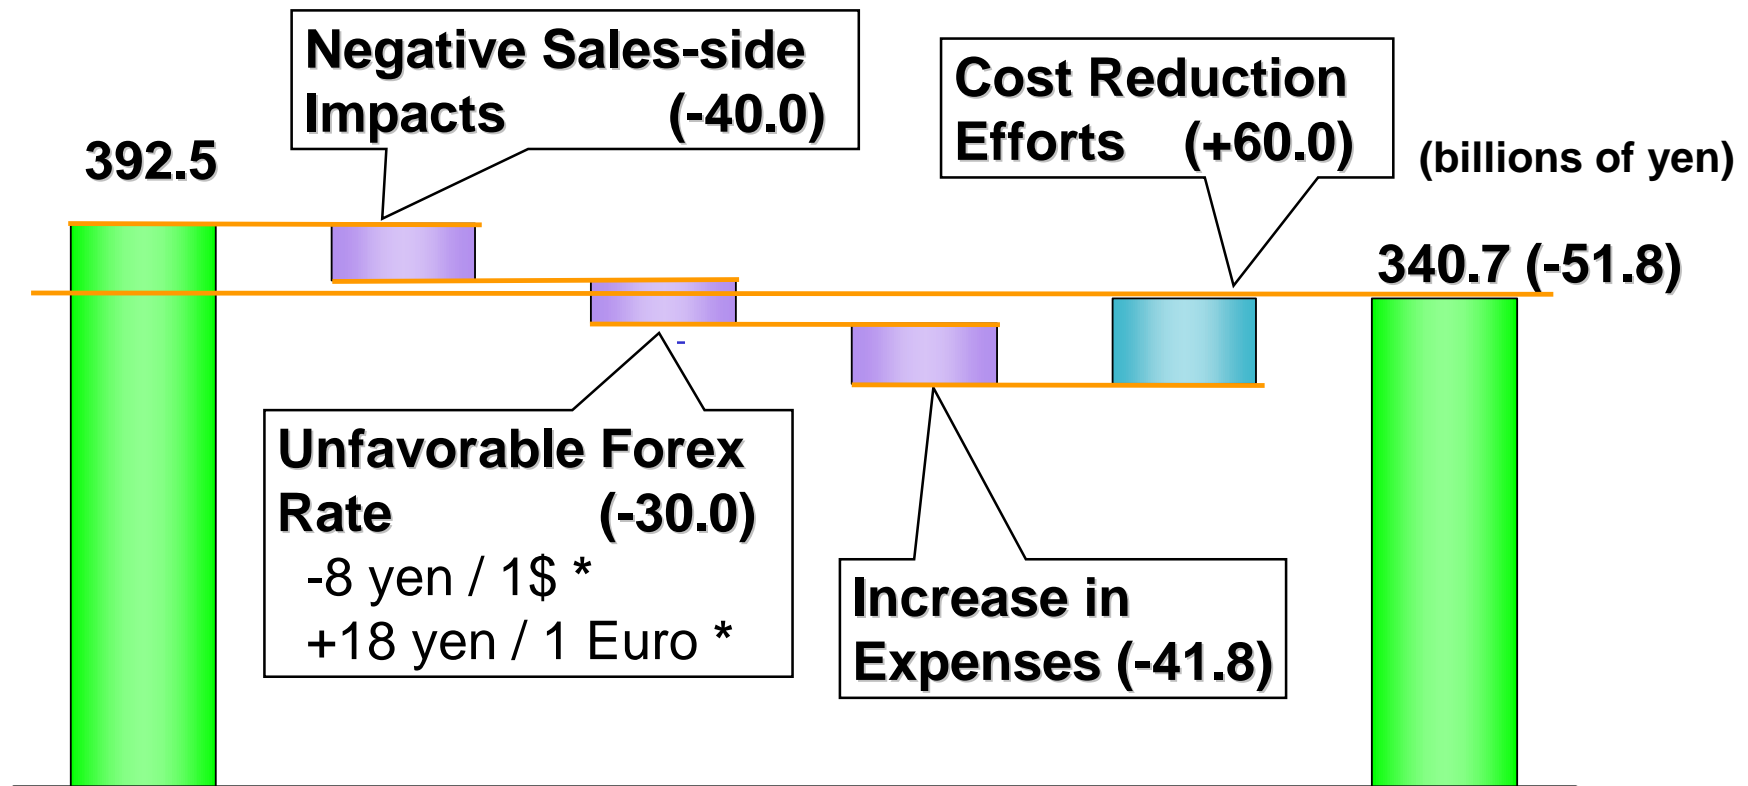 Negative Sales-side
Impacts (-40.0)
Cost Reduction
Efforts (+60.0)
(billions of yen)
392.5
340.7 (-51.8)
-
Unfavorable Forex
Rate (-30.0)
-8 yen / 1$ *
+18 yen / 1 Euro *
Increase in
Expenses (-41.8)